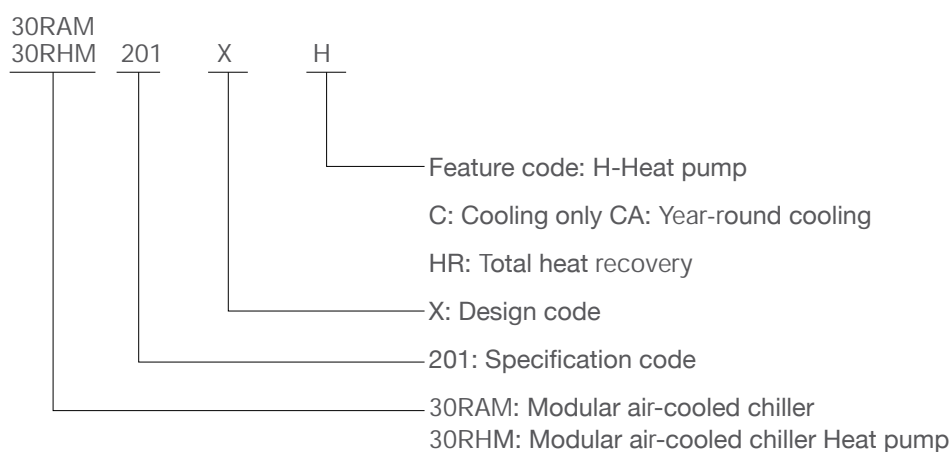 30RAM
30RHM 201 X H
Feature code: H-Heat pump
C: Cooling only CA: Year-round cooling
HR: Total heat recovery
X: Design code
201: Specification code
30RAM: Modular air-cooled chiller
30RHM: Modular air-cooled chiller Heat pump